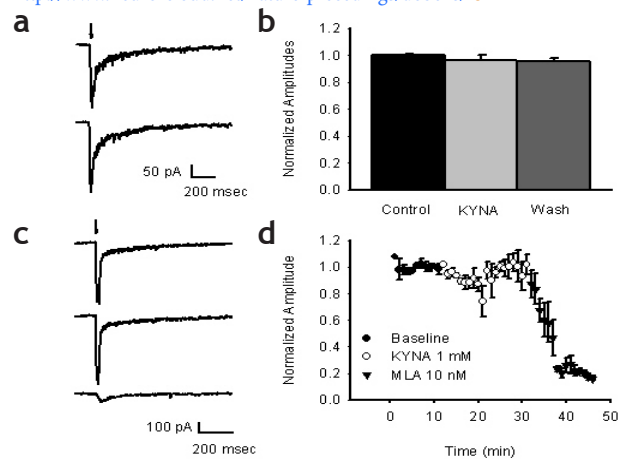 a
50 pA
200 msec
b
Normalized Amplitudes
1.2
1.0
0.8
0.6
0.4
0.2
0.0
Control KYNA Wash
c
100 pA
200 msec
d
Normalized Amplitude
1.2
1.0
0.8
0.6
0.4
0.2
0
Baseline
KYNA 1 mM
MLA 10 nM
0 10 20 30 40 50
Time (min)